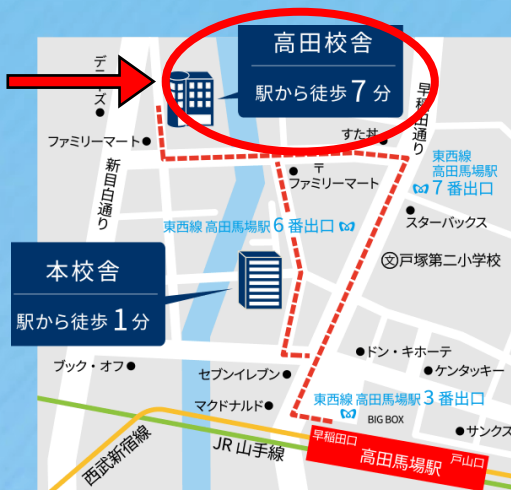 高田校舎
駅から徒歩7分
デニーズ
早稲田通り
ファミリーマート
すた丼
新目白通り
〒
ファミリーマート
東西線
高田馬場駅
7番出口
スターバックス
東西線 高田馬場駅6番出口
文戸塚第二小学校
本校舎
駅から徒歩1分
ドン・キホーテ
ブック・オフ
セブンイレブン
ケンタッキー
マクドナルド
東西線 高田馬場駅3番出口
BIG BOX
サンクス
西武新宿線
JR 山手線
早稲田口
高田馬場駅
戸山口